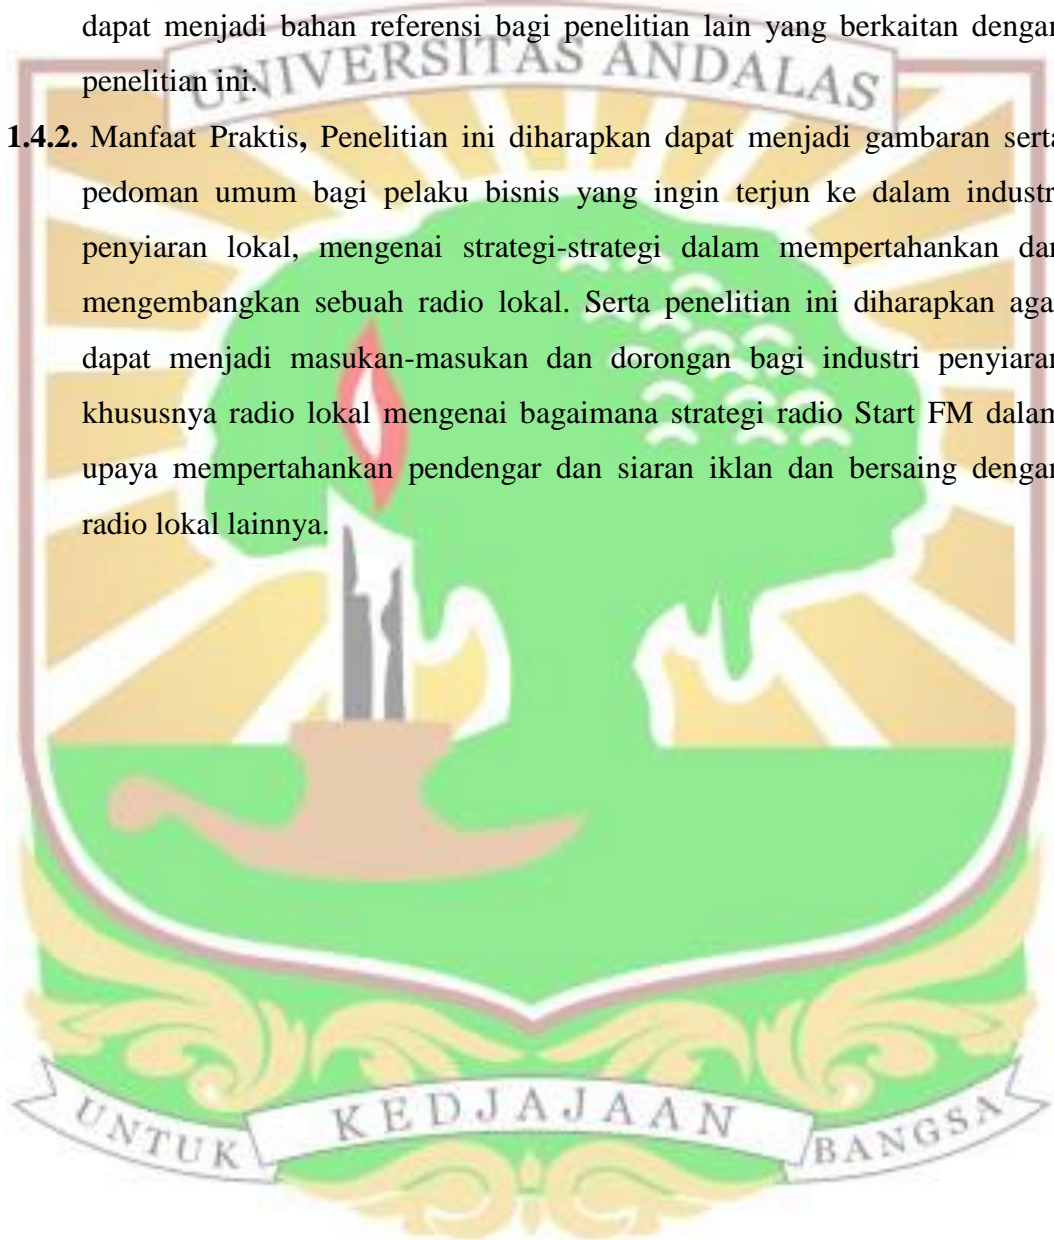 dapat menjadi bahan referensi bagi penelitian lain yang berkaitan dengan
UNIVERSITAS ANDALAS
penelitian ini.
1.4.2. Manfaat Praktis, Penelitian ini diharapkan dapat menjadi gambaran serta
pedoman umum bagi pelaku bisnis yang ingin terjun ke dalam industri
penyiaran lokal, mengenai strategi-strategi dalam mempertahankan dan
mengembangkan sebuah radio lokal. Serta penelitian ini diharapkan agar
dapat menjadi masukan-masukan dan dorongan bagi industri penyiaran
khususnya radio lokal mengenai bagaimana strategi radio Start FM dalam
upaya mempertahankan pendengar dan siaran iklan dan bersaing dengan
radio lokal lainnya.
UNTUK KEDJAJAAN BANGSA